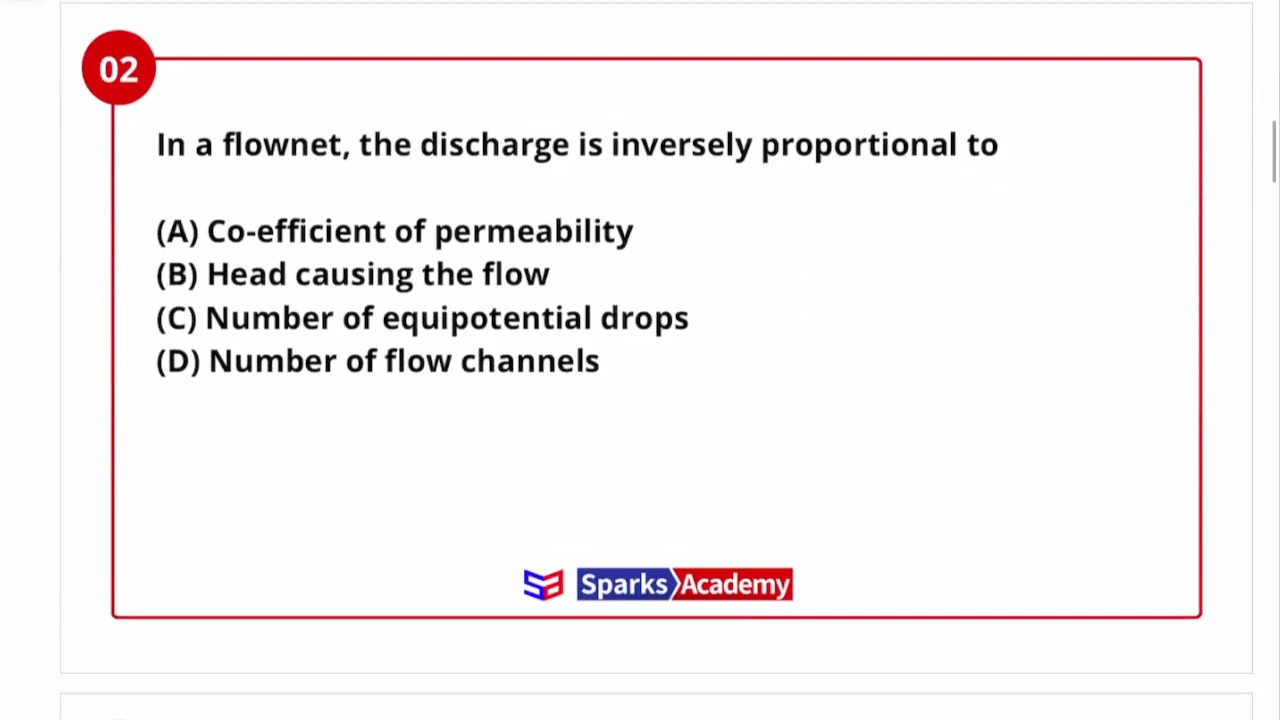 02
In a flownet, the discharge is inversely proportional to
(A) Co-efficient of permeability
(B) Head causing the flow
(C) Number of equipotential drops
(D) Number of flow channels
Sparks Academy